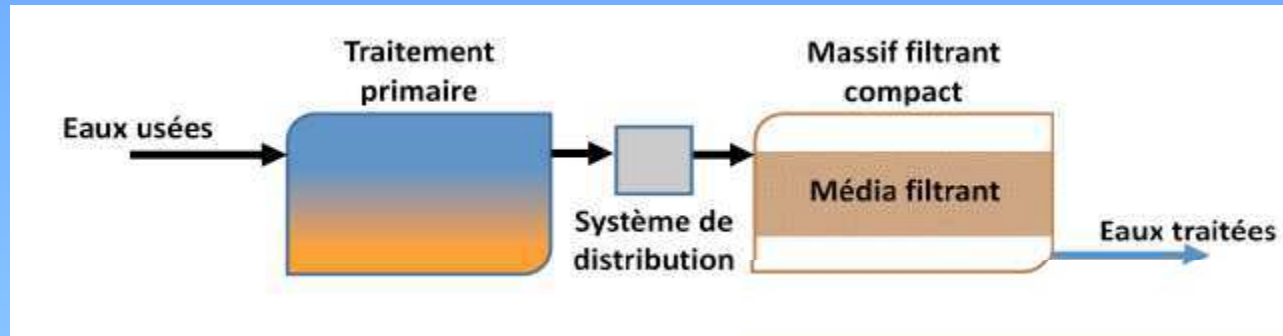 Traitement
primaire
Massif filtrant
compact
Eaux usées
Média filtrant
Système de
distribution
Eaux traitées